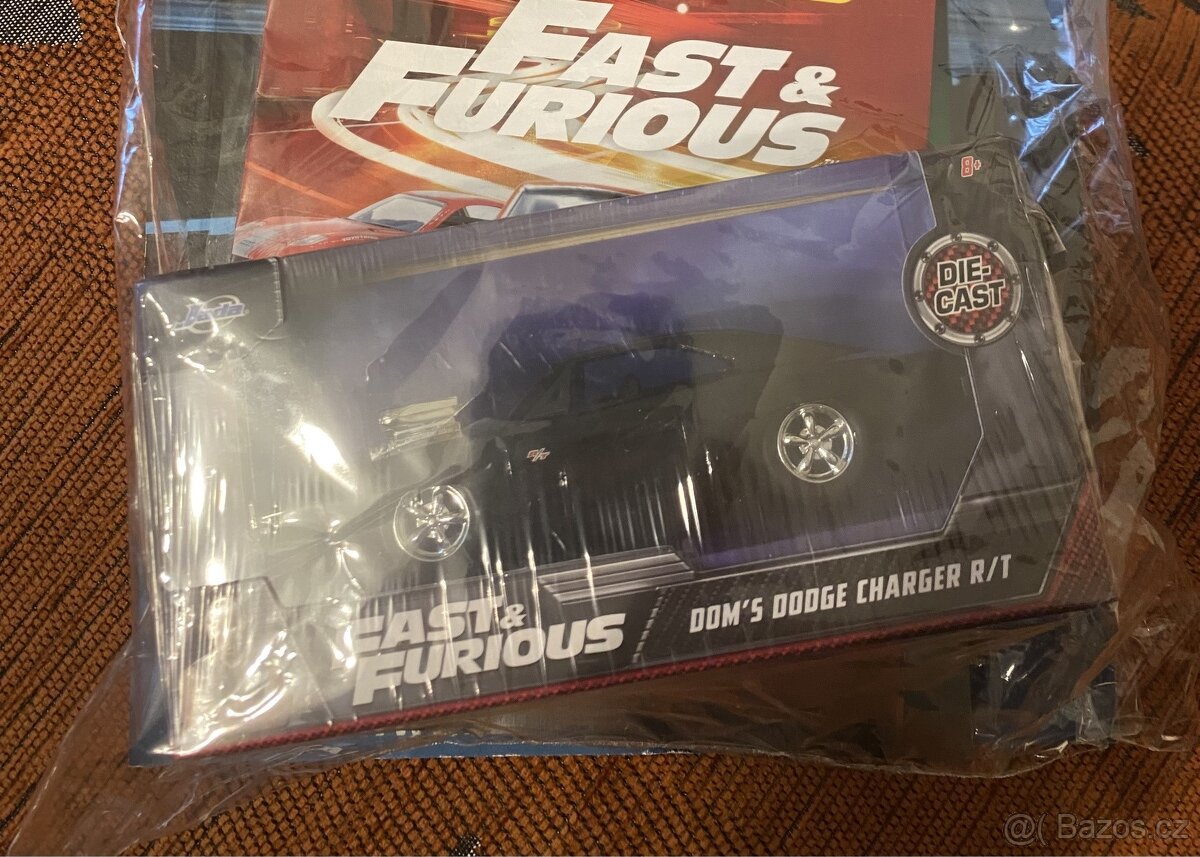 FAST &
FURIOUS
8+
Jada
DIE-
CAST
R/T
FAST &
FURIOUS
DOM'S DODGE CHARGER R/T
@( Bazos.cz